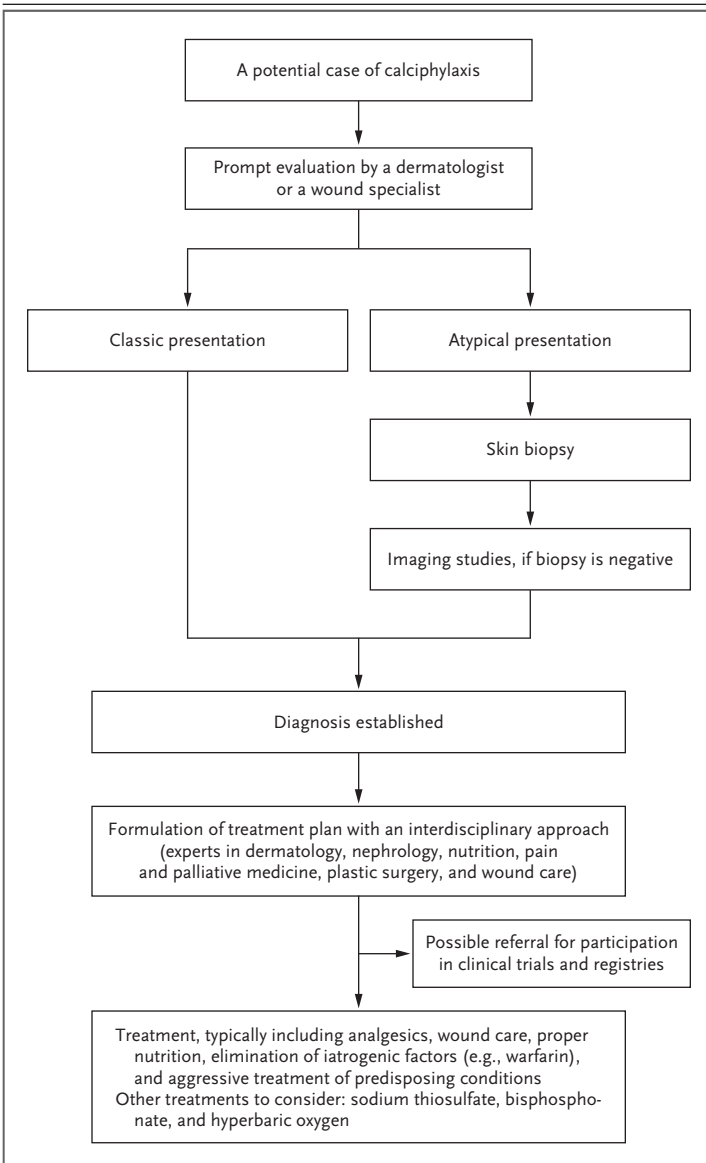 A potential case of calciphylaxis
Prompt evaluation by a dermatologist
or a wound specialist
Classic presentation
Atypical presentation
Skin biopsy
Imaging studies, if biopsy is negative
Diagnosis established
Formulation of treatment plan with an interdisciplinary approach
(experts in dermatology, nephrology, nutrition, pain
and palliative medicine, plastic surgery, and wound care)
Possible referral for participation
in clinical trials and registries
Treatment, typically including analgesics, wound care, proper
nutrition, elimination of iatrogenic factors (e.g., warfarin),
and aggressive treatment of predisposing conditions
Other treatments to consider: sodium thiosulfate, bisphospho-
nate, and hyperbaric oxygen